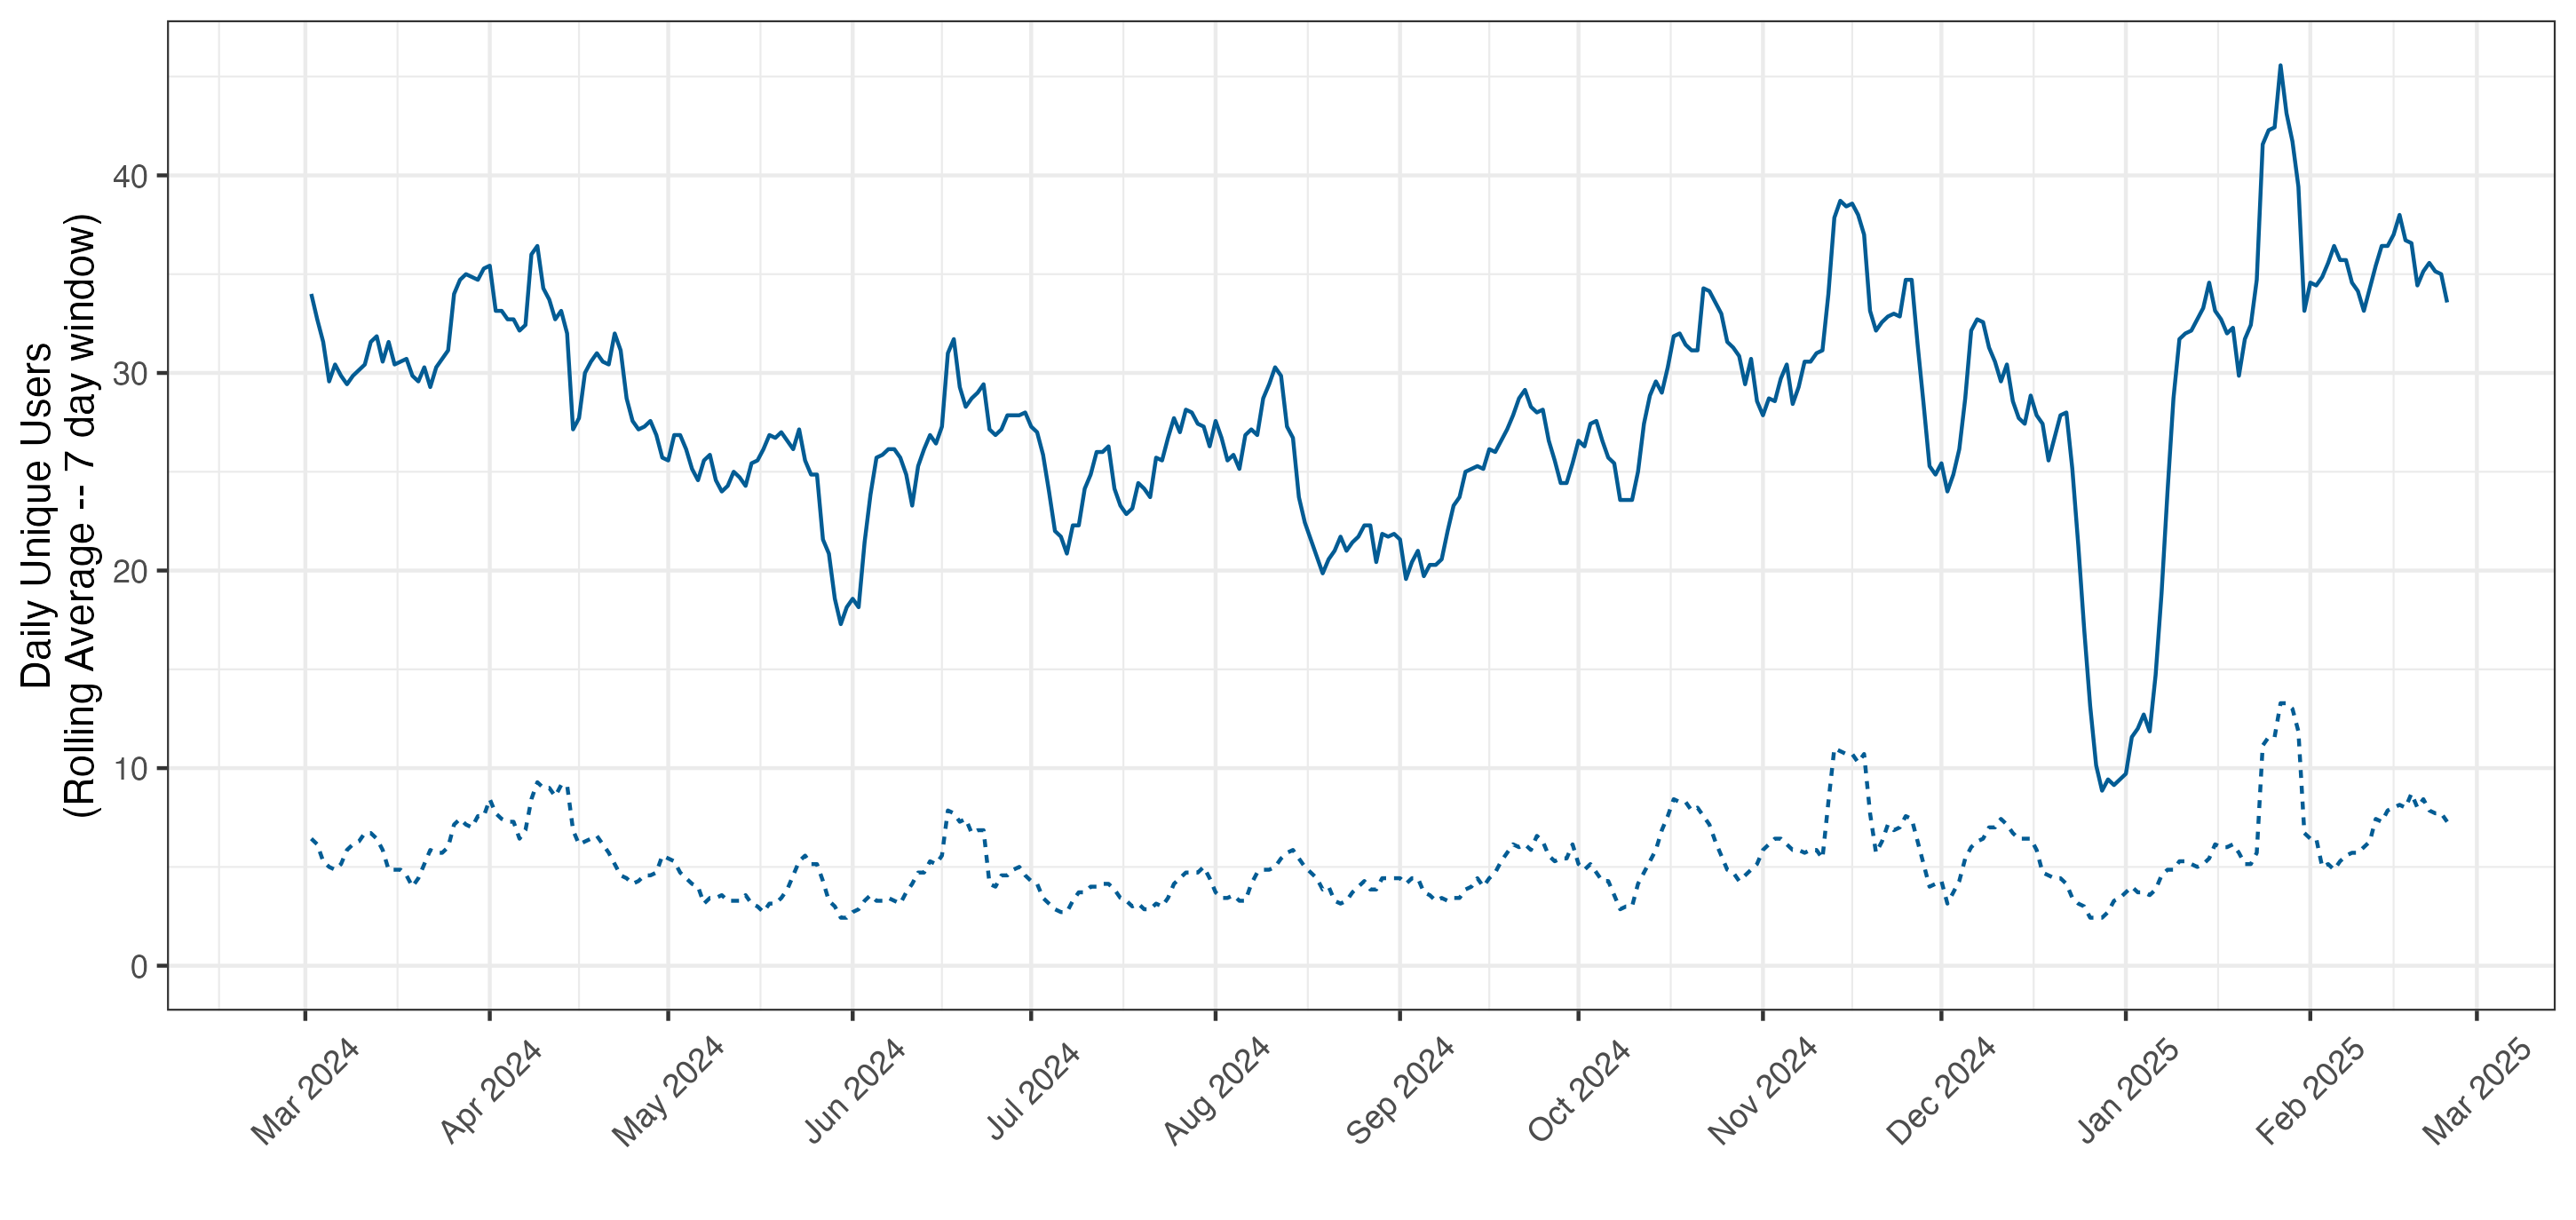 Daily Unique Users
(Rolling Average -- 7 day window)
40
30
20
10
0
Mar 2024
Apr 2024
May 2024
Jun 2024
Jul 2024
Aug 2024
Sep 2024
Oct 2024
Nov 2024
Dec 2024
Jan 2025
Feb 2025
Mar 2025